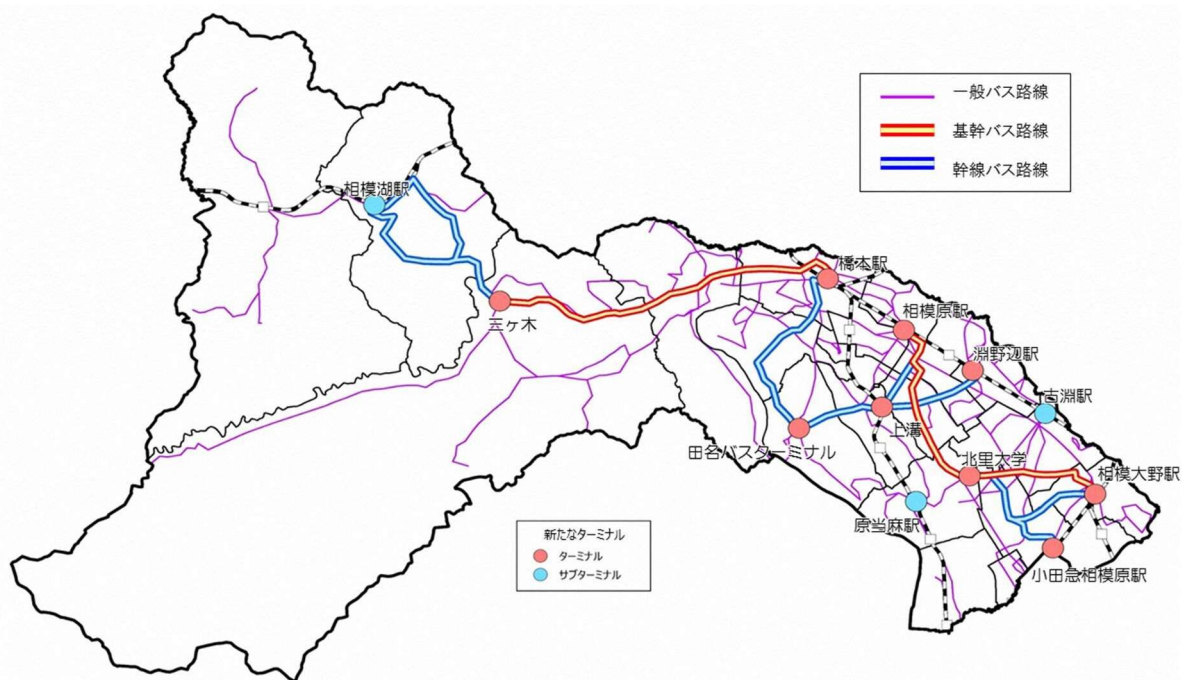 一般バス路線
基幹バス路線
幹線バス路線
相模湖駅
橋本駅
三ヶ木
相模原駅
淵野辺駅
古淵駅
上溝
田名バスターミナル
北里大学
相模大野駅
原当麻駅
小田急相模原駅
新たなターミナル
ターミナル
サブターミナル